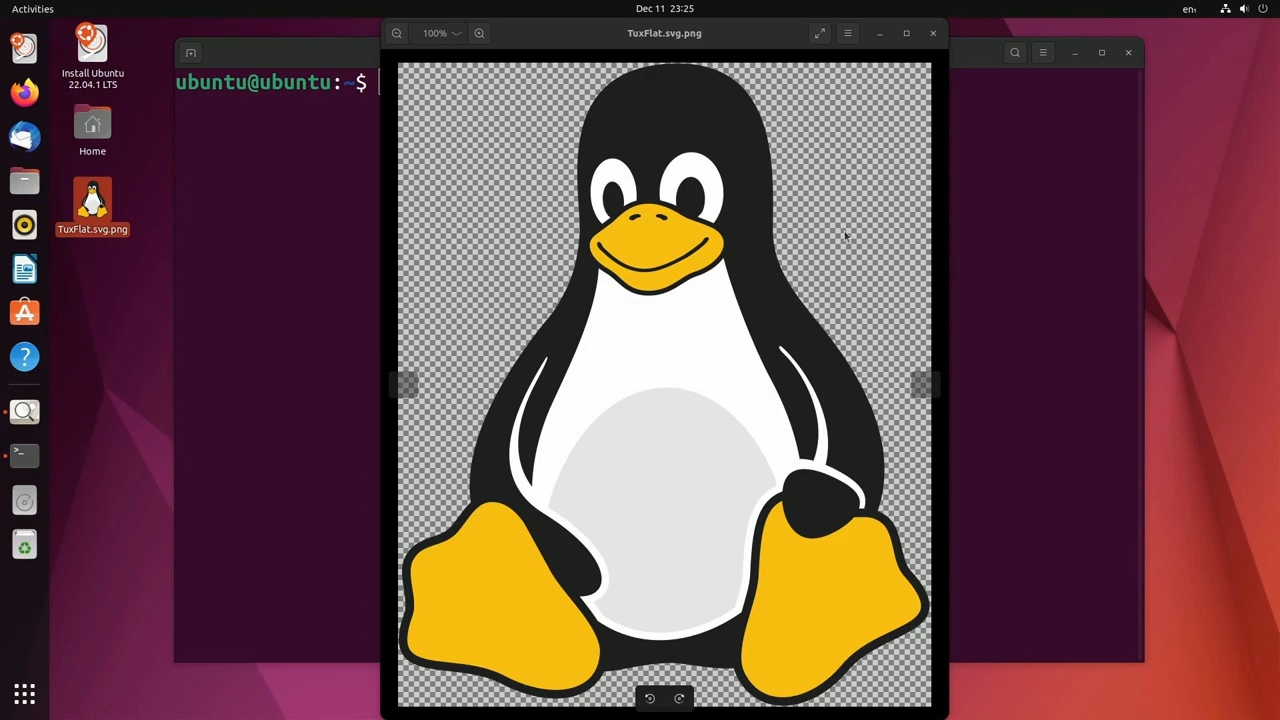 Activities
Dec 11 23:25
en₁
100%
TuxFlat.svg.png
Install Ubuntu
22.04.1 LTS
ubuntu@ubuntu:~$
Home
TuxFlat.svg.png